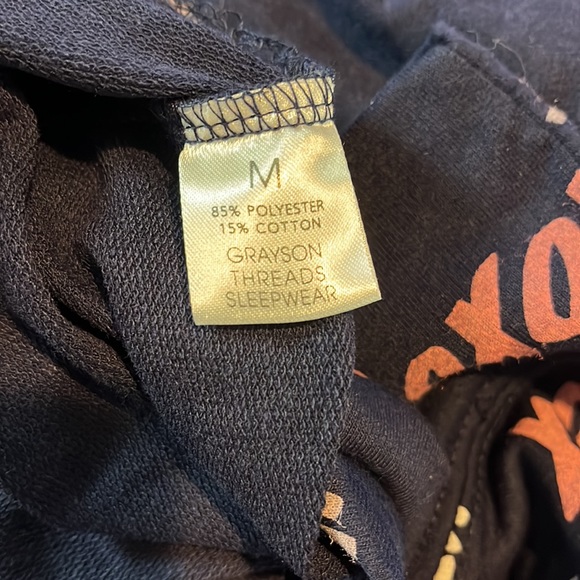 M
85% POLYESTER
15% COTTON
GRAYSON
THREADS
SLEEPWEAR